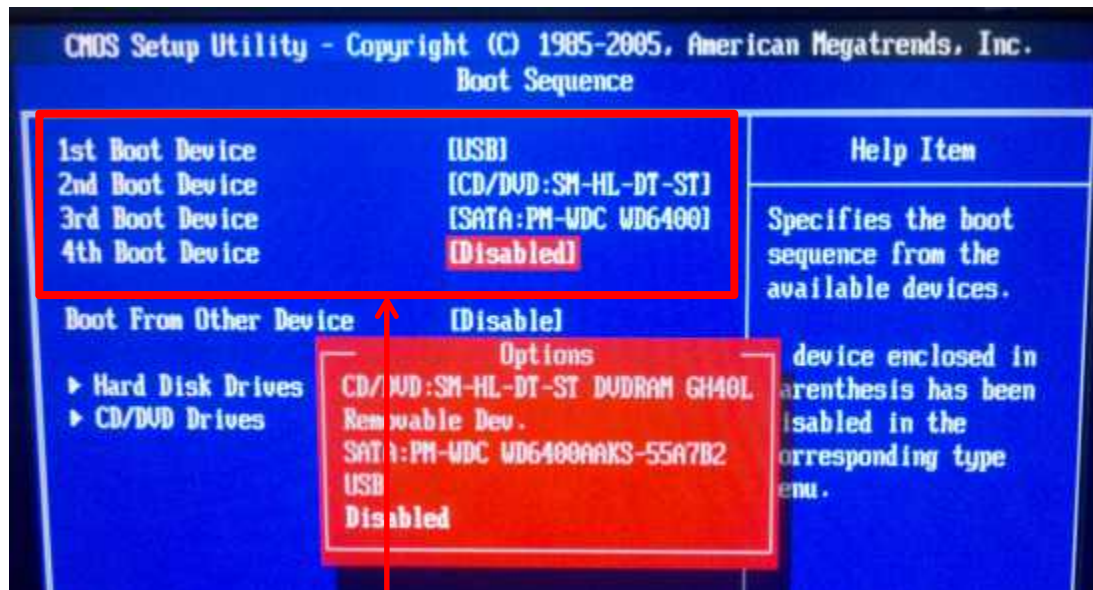 CMOS Setup Utility - Copyright (C) 1985-2005, American Megatrends, Inc.
Boot Sequence
1st Boot Device [USB]
2nd Boot Device [CD/DVD:SM-HL-DT-ST]
3rd Boot Device [SATA:PM-WDC WD6400]
4th Boot Device [Disabled]
Boot From Other Device [Disable]
▶ Hard Disk Drives
▶ CD/DVD Drives
Options
CD/DVD:SM-HL-DT-ST DVDRAM GH40L
Removable Dev.
SATA:PM-WDC WD6400AAKS-55A7B2
USB
Disabled
Help Item
Specifies the boot
sequence from the
available devices.
device enclosed in
arenthesis has been
isabled in the
orresponding type
enu.